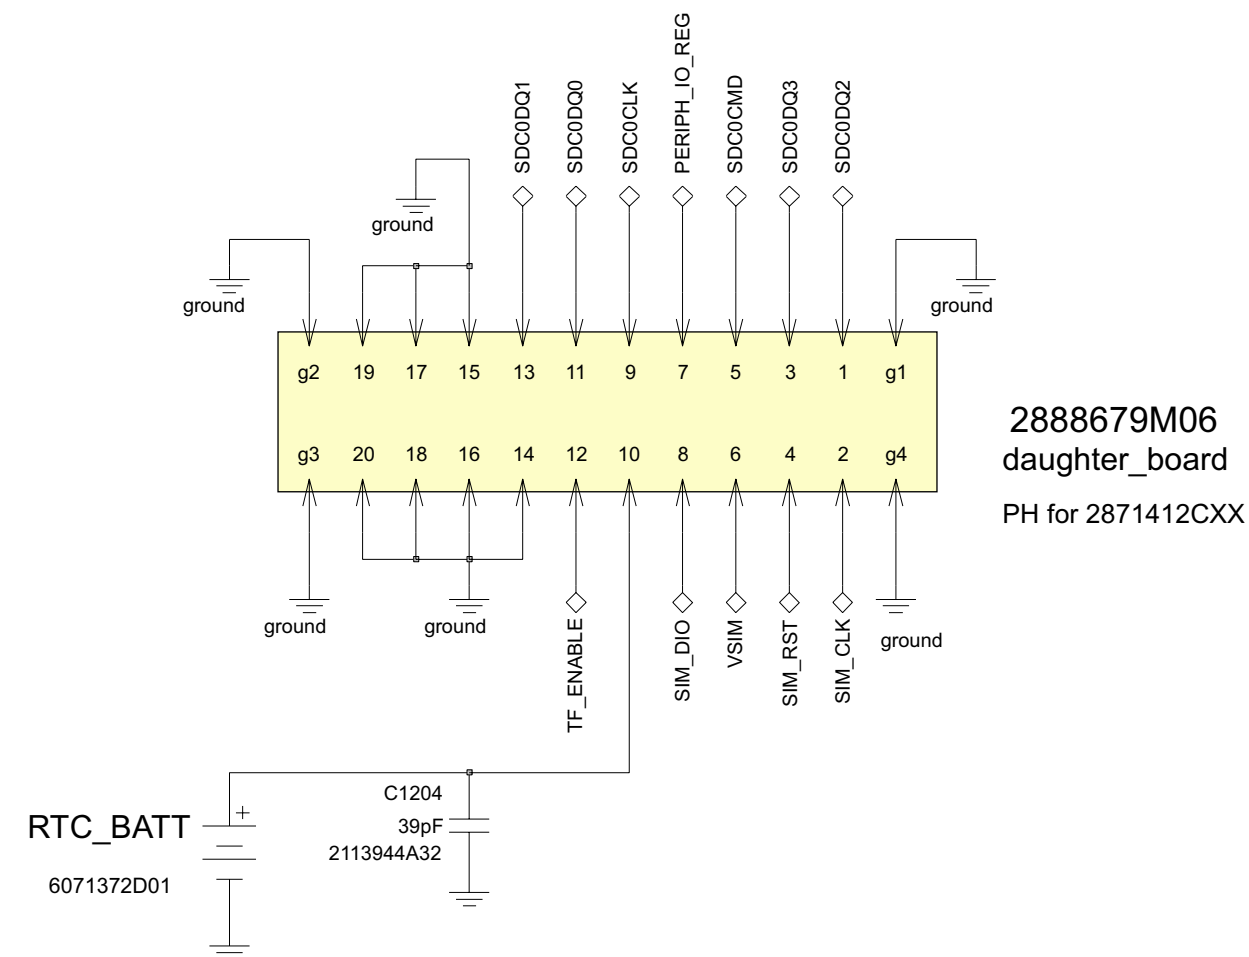 SDC0DQ1
SDC0DQ0
SDC0CLK
PERIPH_IO_REG
SDC0CMD
SDC0DQ3
SDC0DQ2
ground
ground
ground
g2 19 17 15 13 11 9 7 5 3 1 g1
g3 20 18 16 14 12 10 8 6 4 2 g4
2888679M06
daughter_board
PH for 2871412CXX
ground
ground
TF_ENABLE
SIM_DIO
VSIM
SIM_RST
SIM_CLK
ground
C1204
39pF
2113944A32
+
RTC_BATT
6071372D01